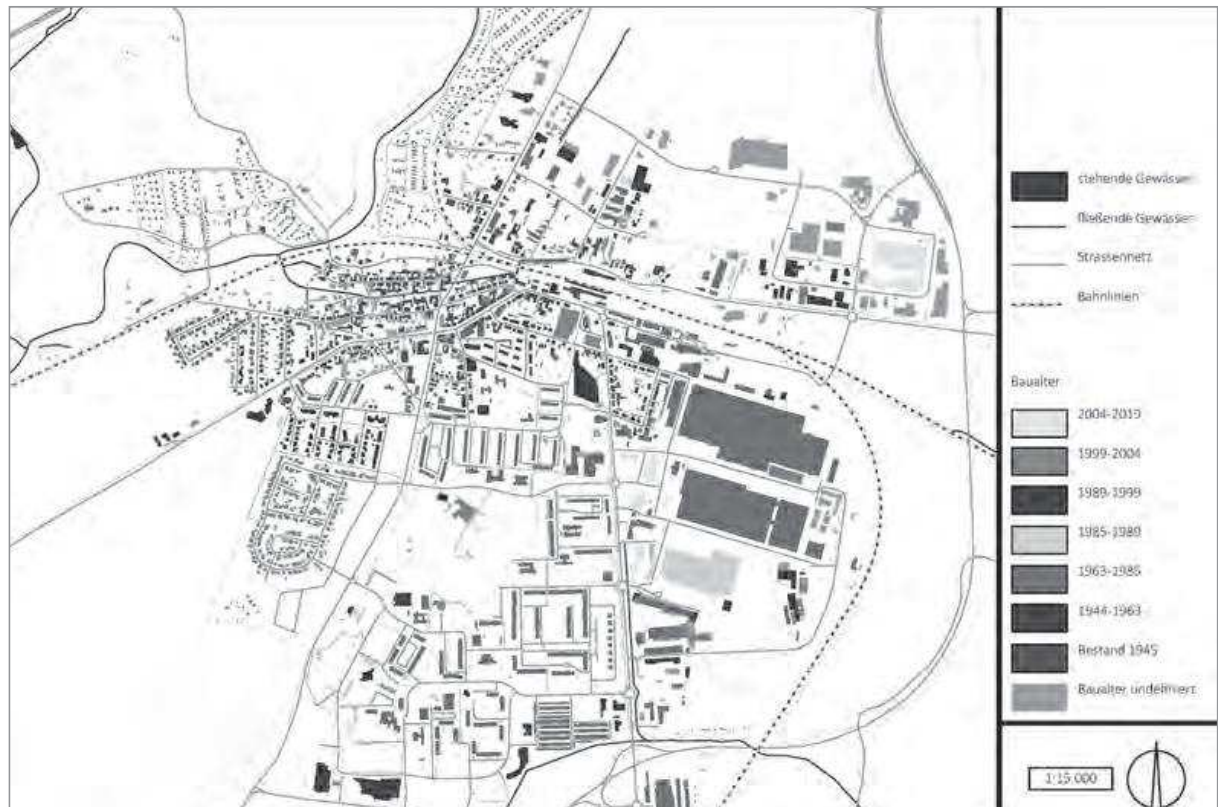 stehende Gewässer
fließende Gewässer
Strassennetz
Bahnlinien
Baualter
2004-2019
1999-2004
1989-1999
1985-1989
1963-1985
1944-1963
Bestand 1945
Baualter undefiniert
1:15.000